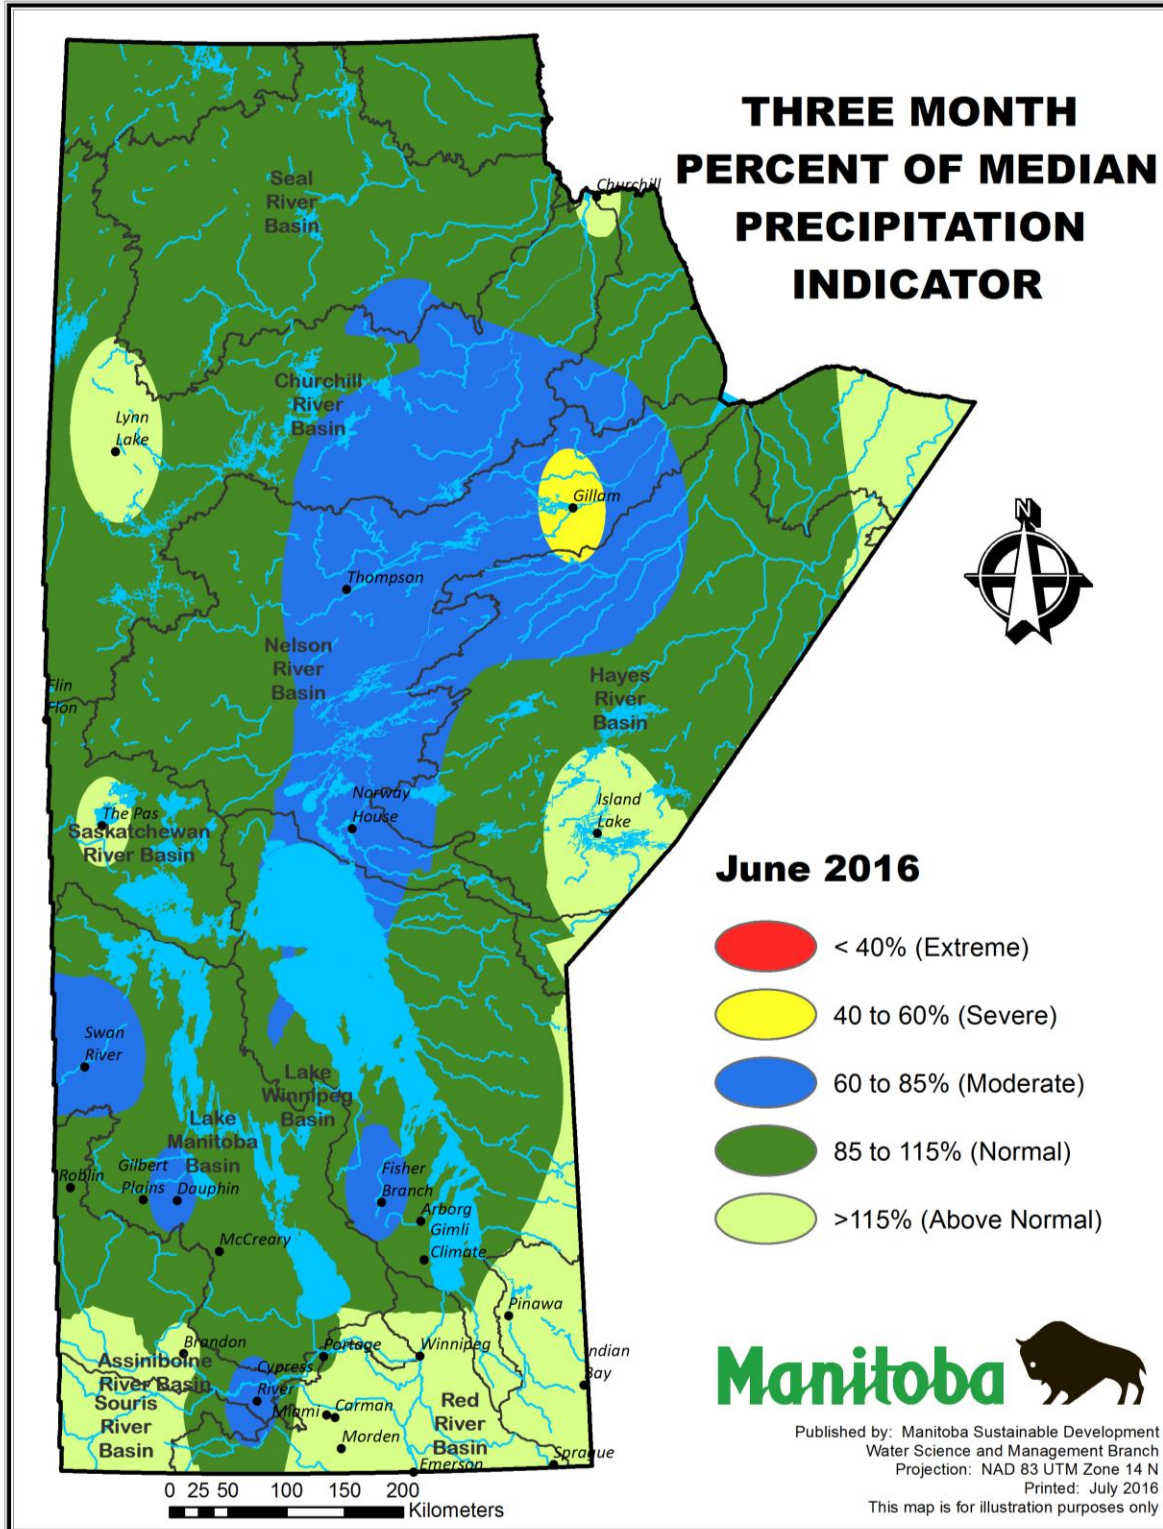 THREE MONTH
PERCENT OF MEDIAN
PRECIPITATION
INDICATOR
Churchill
Seal
River
Basin
Churchill
River
Basin
Lynn
Lake
Gillam
N
Thompson
Nelson
River
Basin
Hayes
River
Basin
Flin
Flon
Norway
House
Island
Lake
The Pas
Saskatchewan
River Basin
June 2016
< 40% (Extreme)
40 to 60% (Severe)
60 to 85% (Moderate)
85 to 115% (Normal)
>115% (Above Normal)
Swan
River
Lake
Winnipeg
Basin
Lake
Manitoba
Basin
Roblin
Gilbert
Plains
Dauphin
Fisher
Branch
Arborg
Gimli
Climate
McCreary
Pinawa
Brandon
Portage
Winnipeg
Indian
Bay
Assiniboine
River Basin
Cypress
River
Souris
River
Basin
Miami
Carman
Morden
Red
River
Basin
Emerson
Sprague
0 25 50 100 150 200
Kilometers
Manitoba
Published by: Manitoba Sustainable Development
Water Science and Management Branch
Projection: NAD 83 UTM Zone 14 N
Printed: July 2016
This map is for illustration purposes only